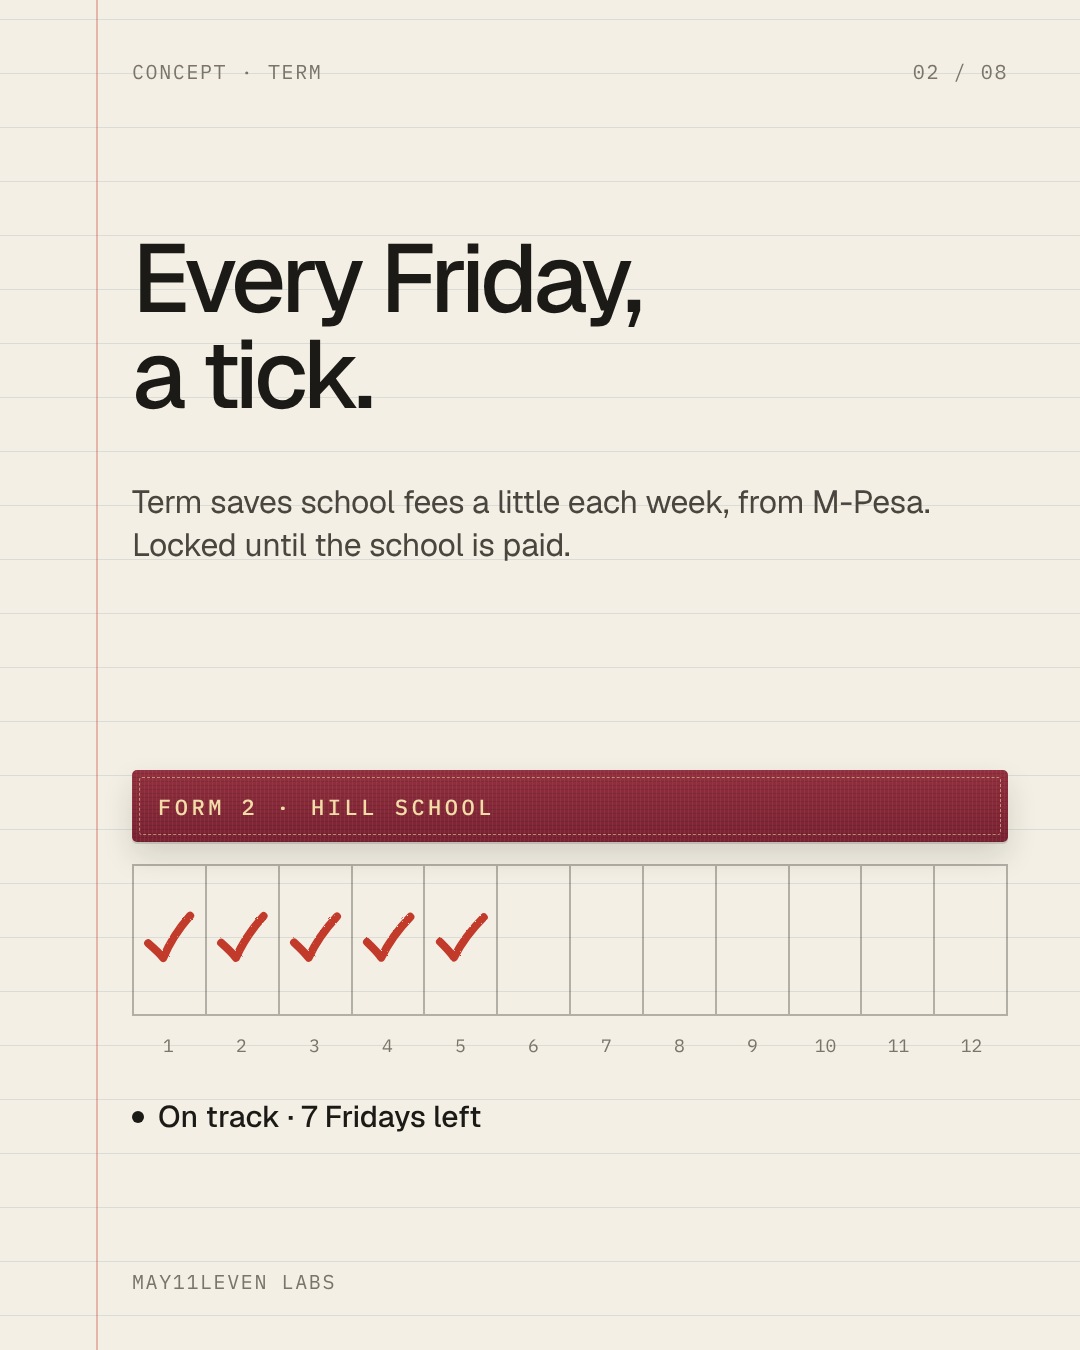 CONCEPT · TERM
02 / 08
Every Friday,
a tick.
Term saves school fees a little each week, from M-Pesa.
Locked until the school is paid.
FORM 2 · HILL SCHOOL
1 2 3 4 5 6 7 8 9 10 11 12
On track · 7 Fridays left
MAY11LEVEN LABS